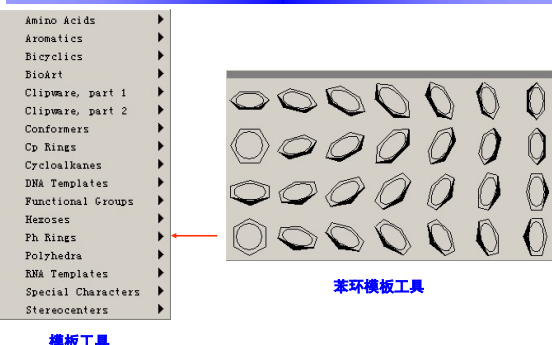 Amino Acids
Aromatics
Bicyclics
BioArt
Clipware, part 1
Clipware, part 2
Conformers
Cp Rings
Cycloalkanes
DNA Templates
Functional Groups
Hexoses
Ph Rings
Polyhedra
RNA Templates
Special Characters
Stereocenters
苯环模板工具
模板工具